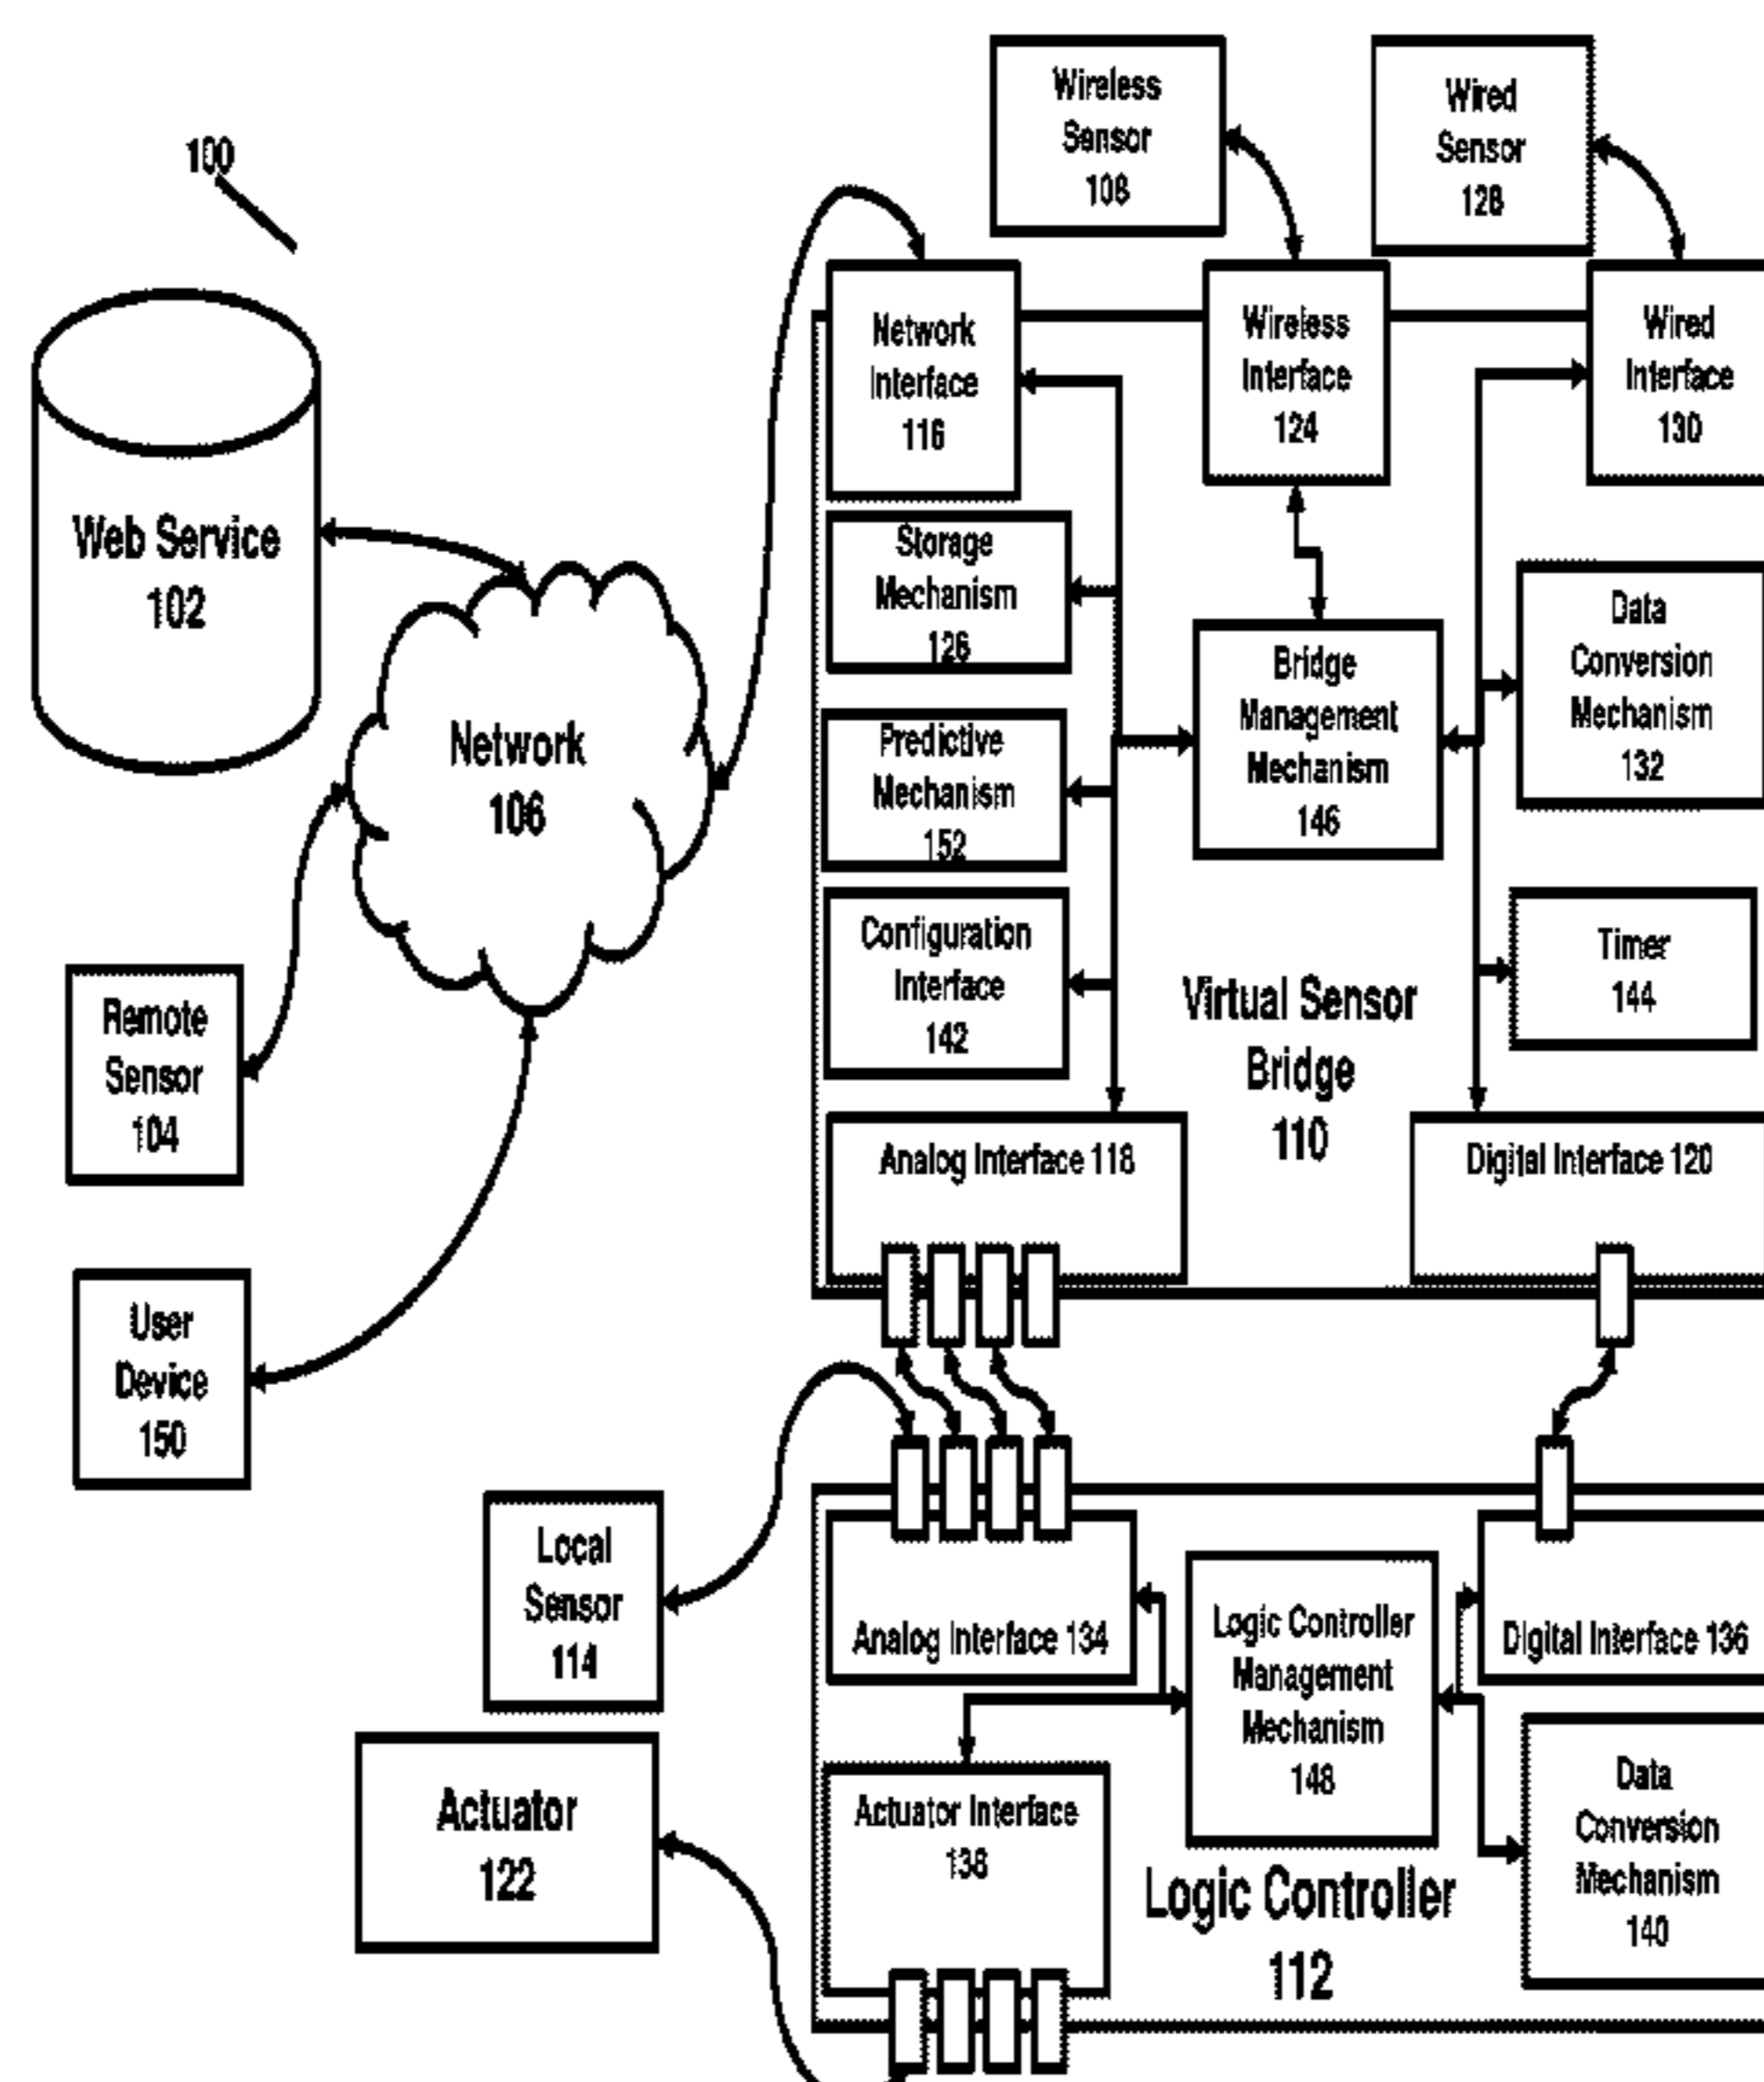 100
Wireless
Sensor
108
Wired
Sensor
128
Web Service
102
Network
Interface
116
Wireless
Interface
124
Wired
Interface
130
Storage
Mechanism
126
Network
106
Bridge
Management
Mechanism
146
Data
Conversion
Mechanism
132
Predictive
Mechanism
152
Configuration
Interface
142
Virtual Sensor
Bridge
110
Timer
144
Remote
Sensor
104
Analog Interface 118
Digital Interface 120
User
Device
150
Local
Sensor
114
Analog Interface 134
Logic Controller
Management
Mechanism
148
Digital Interface 136
Actuator
122
Actuator Interface
138
Logic Controller
112
Data
Conversion
Mechanism
140